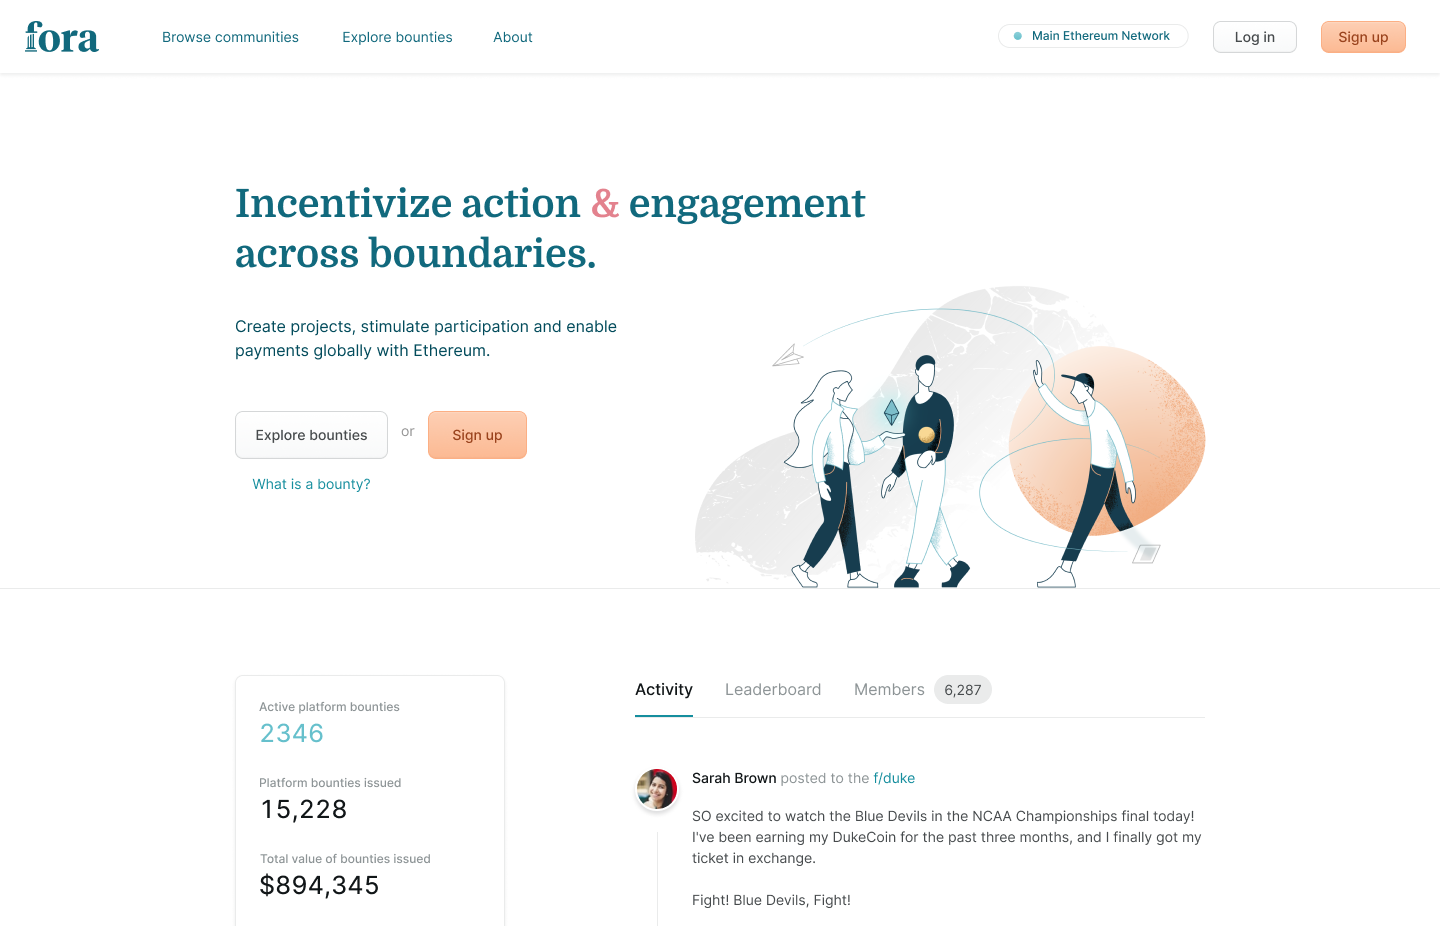 fora
Browse communities
Explore bounties
About
Main Ethereum Network
Log in
Sign up
Incentivize action & engagement
across boundaries.
Create projects, stimulate participation and enable
payments globally with Ethereum.
Explore bounties
or
Sign up
What is a bounty?
Active platform bounties
2346
Platform bounties issued
15,228
Total value of bounties issued
$894,345
Activity
Leaderboard
Members 6,287
Sarah Brown posted to the f/duke
SO excited to watch the Blue Devils in the NCAA Championships final today!
I've been earning my DukeCoin for the past three months, and I finally got my
ticket in exchange.
Fight! Blue Devils, Fight!